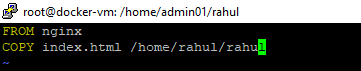 root@docker-vm: /home/admin01/rahul
FROM nginx
COPY index.html /home/rahul/rahul
~